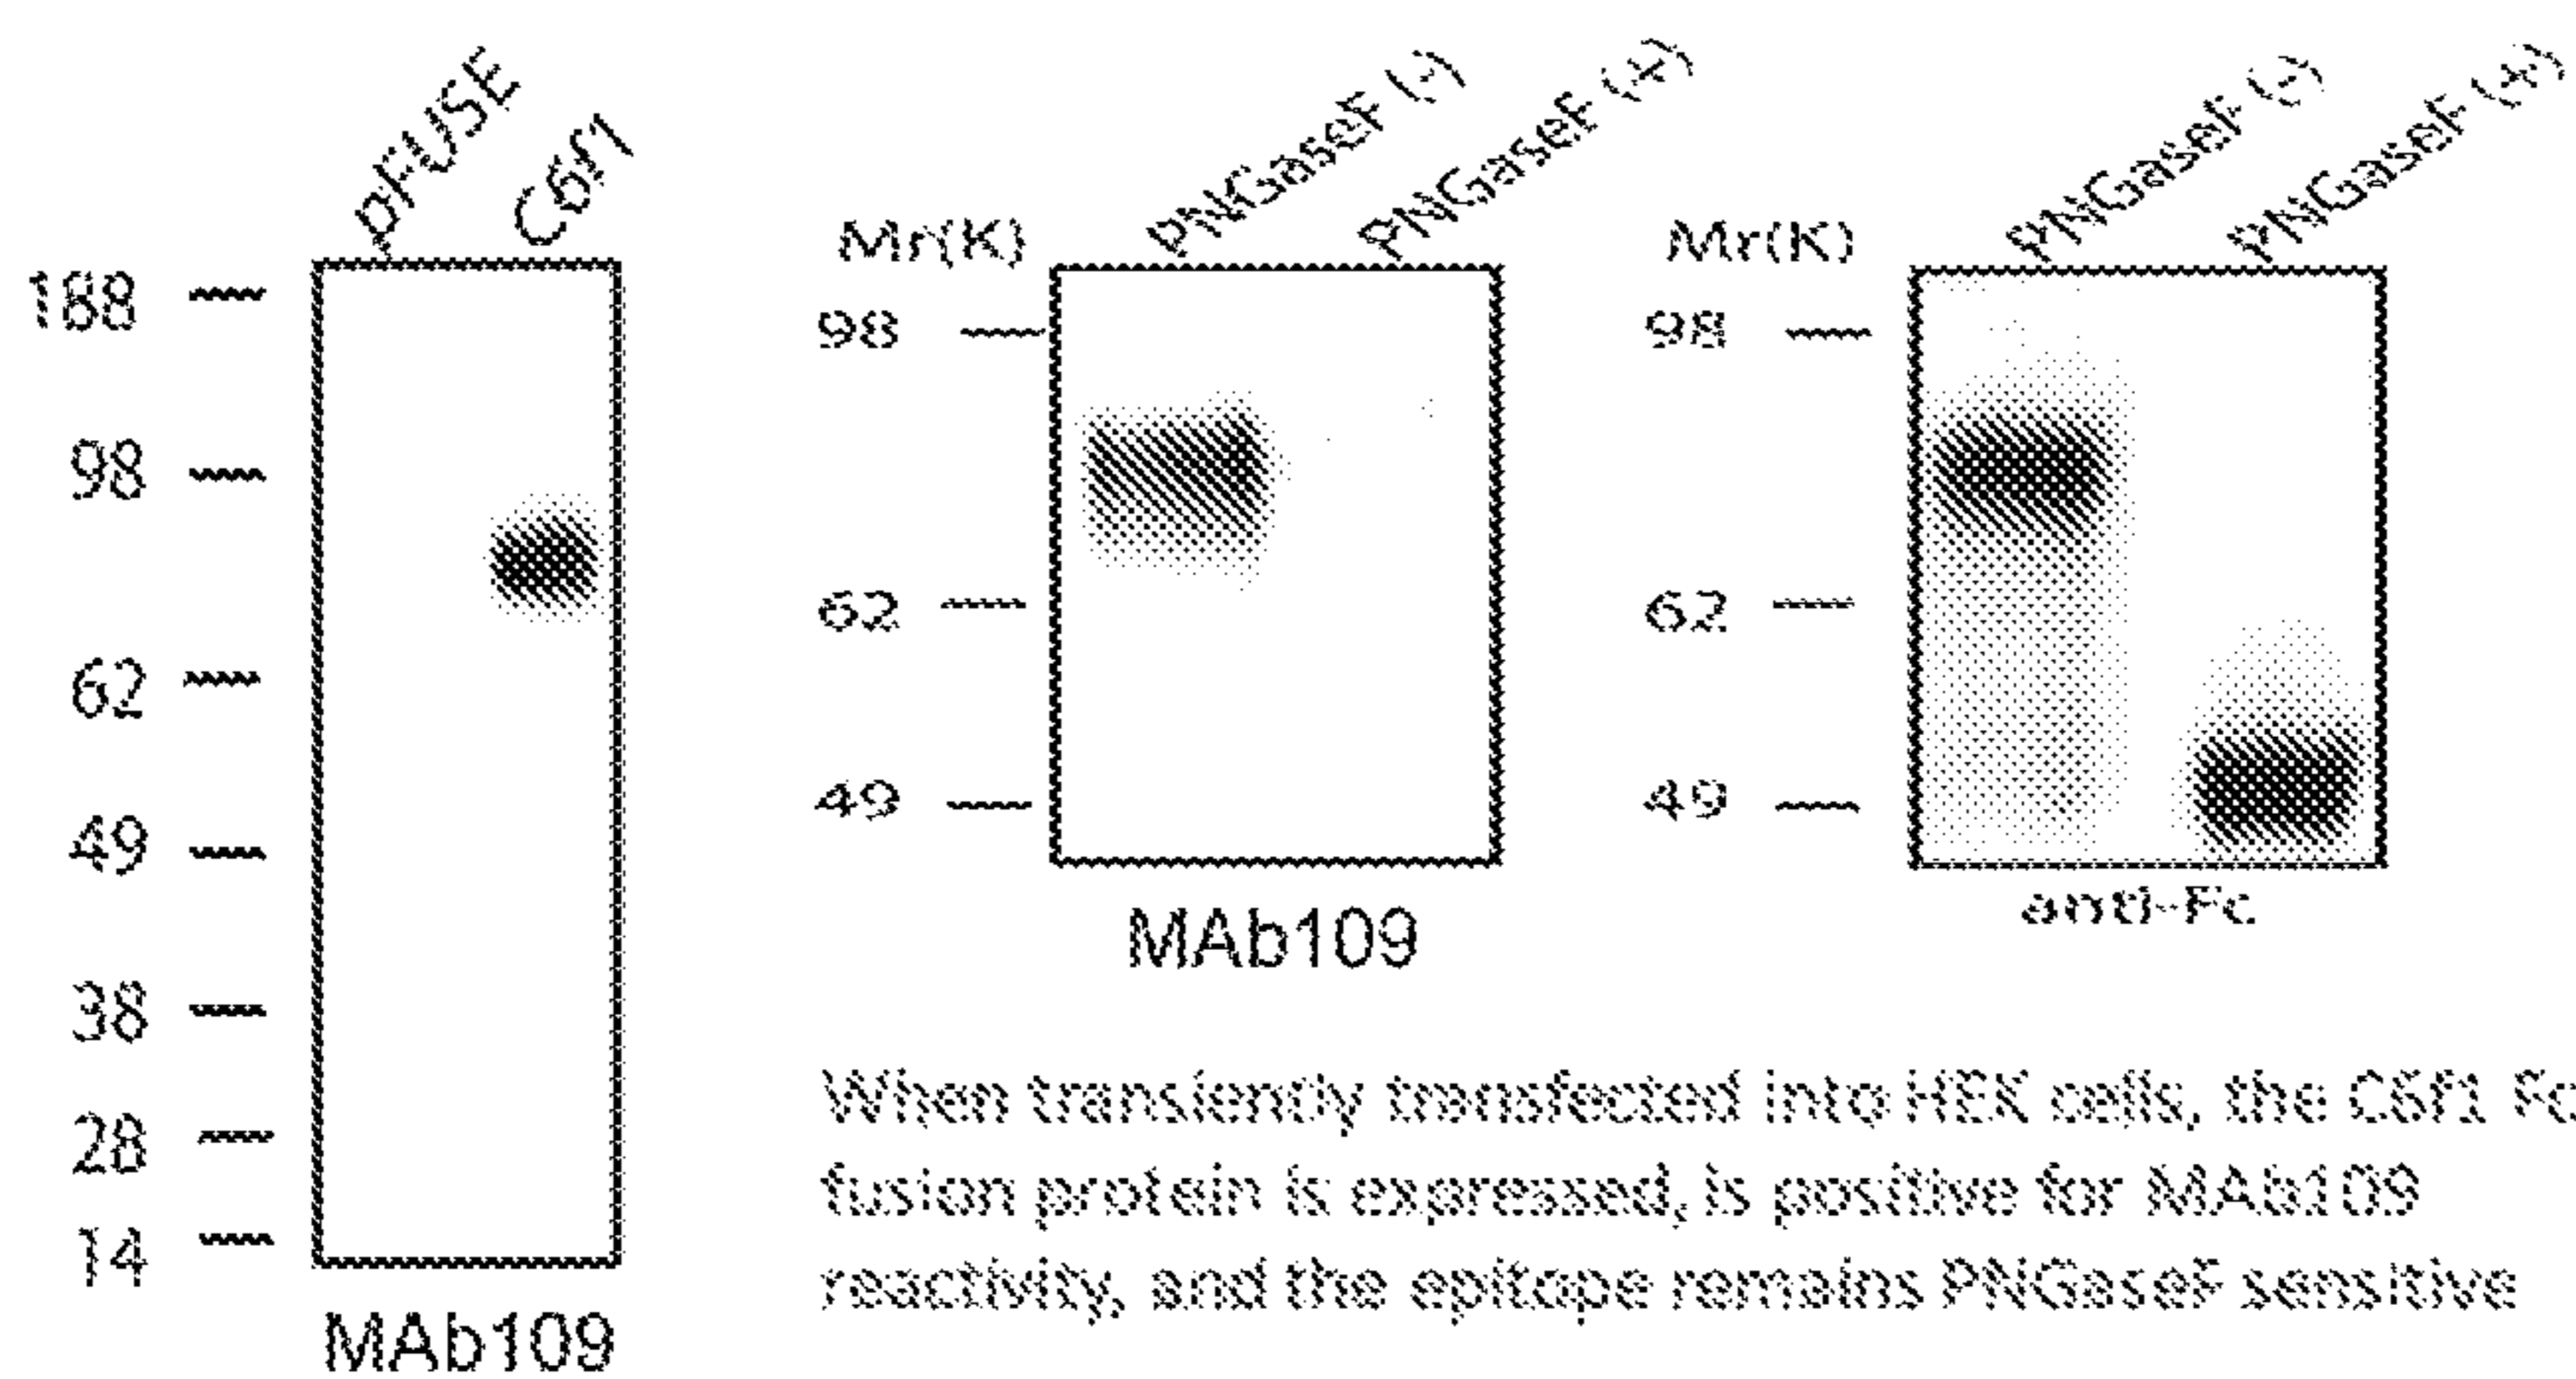 pFUSE
C6f1
188
98
62
49
38
28
14
MAb109
Mr(K)
PNGaseF (-)
PNGaseF (+)
98
62
49
MAb109
Mr(K)
PNGaseF (-)
PNGaseF (+)
98
62
49
anti-Fc
When transiently transfected into HEK cells, the C6f1 Fc
fusion protein is expressed, is positive for MAb109
reactivity, and the epitope remains PNGaseF sensitive